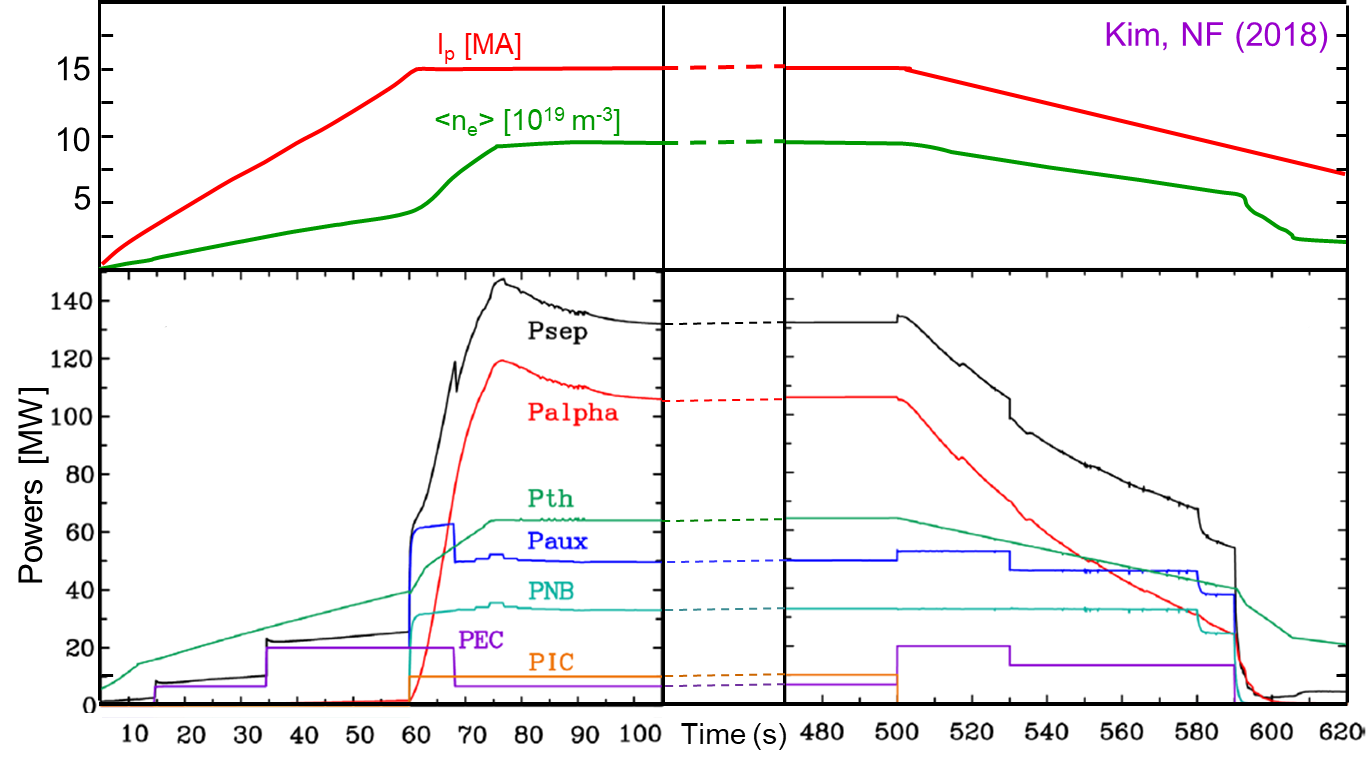 Kim, NF (2018)
Iₚ [MA]
<nₑ> [10¹⁹ m⁻³]
15
10
5
Powers [MW]
140
120
100
80
60
40
20
0
Psep
Palpha
Pth
Paux
PNB
PEC
PIC
10 20 30 40 50 60 70 80 90 100 Time (s) 480 500 520 540 560 580 600 620